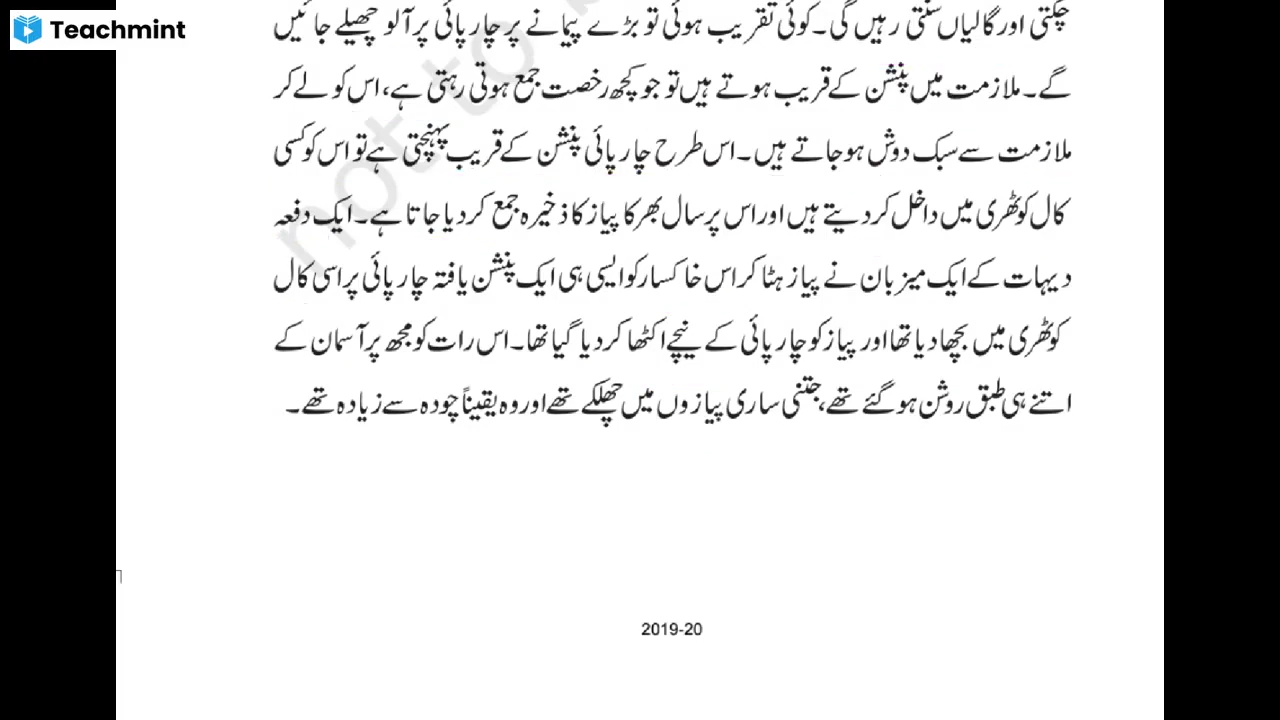 Teachmint
چکتی اور گالیاں سنتی رہیں گی۔ کوئی تقریب ہوئی تو بڑے پیمانے پر چارپائی پر آلو چھیلے جائیں
گے۔ ملازمت میں پنشن کے قریب ہوتے ہیں تو جو کچھ رخصت جمع ہوتی رہتی ہے، اس کو لے کر
ملازمت سے سبک دوش ہو جاتے ہیں۔ اس طرح چارپائی پنشن کے قریب پہنچتی ہے تو اس کو کسی
کال کوٹھری میں داخل کر دیتے ہیں اور اس پر سال بھر کا پیاز کا ذخیرہ جمع کر دیا جاتا ہے۔ ایک دفعہ
دیہات کے ایک میزبان نے پیاز ہٹا کر اس خاکسار کو ایسی ہی ایک پنشن یافتہ چارپائی پر اسی کال
کوٹھری میں بچھا دیا تھا اور پیاز کو چارپائی کے نیچے اکٹھا کر دیا گیا تھا۔ اس رات کو مجھ پر آسمان کے
اتنے ہی طبق روشن ہو گئے تھے، جتنی ساری پیازوں میں چھلکے تھے اور وہ یقیناً چودہ سے زیادہ تھے۔
not to
2019-20